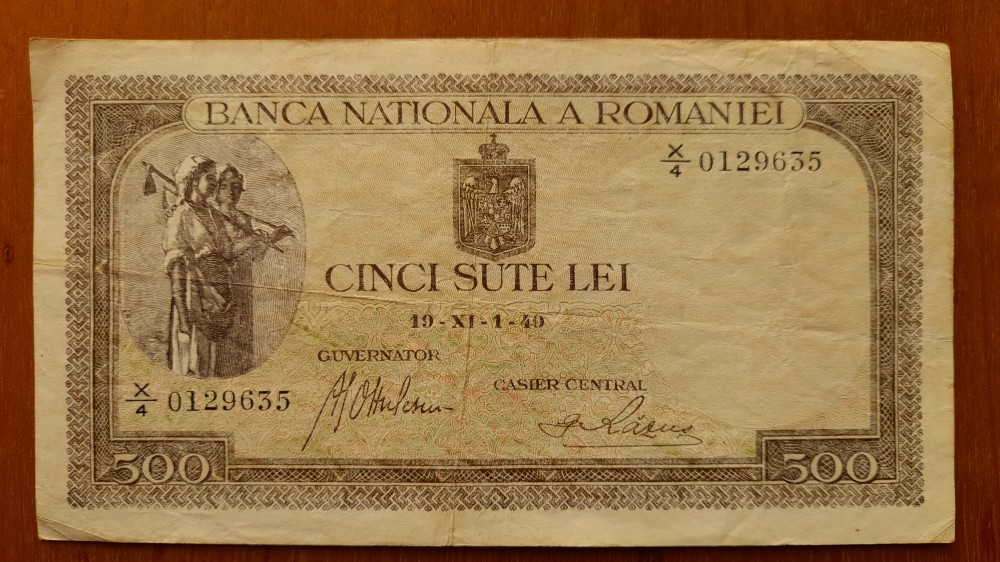 BANCA NATIONALA A ROMANIEI
X/4 0129635
CINCI SUTE LEI
19-XI-1-40
GUVERNATOR
CASIER CENTRAL
X/4 0129635
500
500